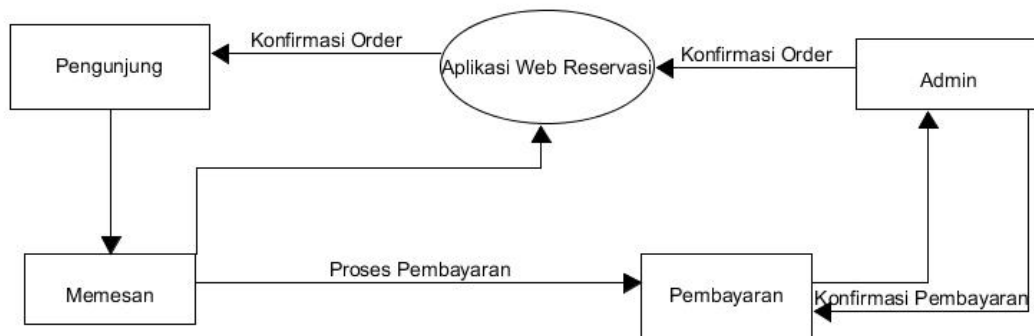 Konfirmasi Order
Konfirmasi Order
Pengunjung
Aplikasi Web Reservasi
Admin
Proses Pembayaran
Memesan
Pembayaran
Konfirmasi Pembayaran